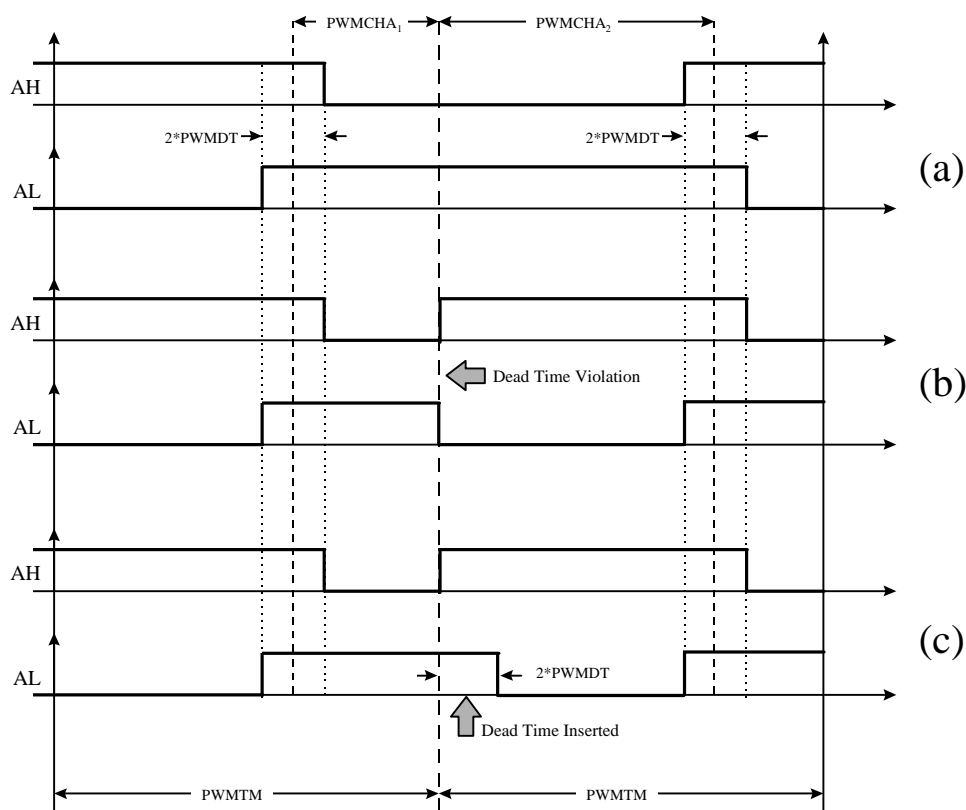 PWMCHA₁ PWMCHA₂
AH
2*PWMDT 2*PWMDT
AL
(a)
AH
Dead Time Violation
(b)
AL
AH
(c)
AL
2*PWMDT
Dead Time Inserted
PWMTM PWMTM